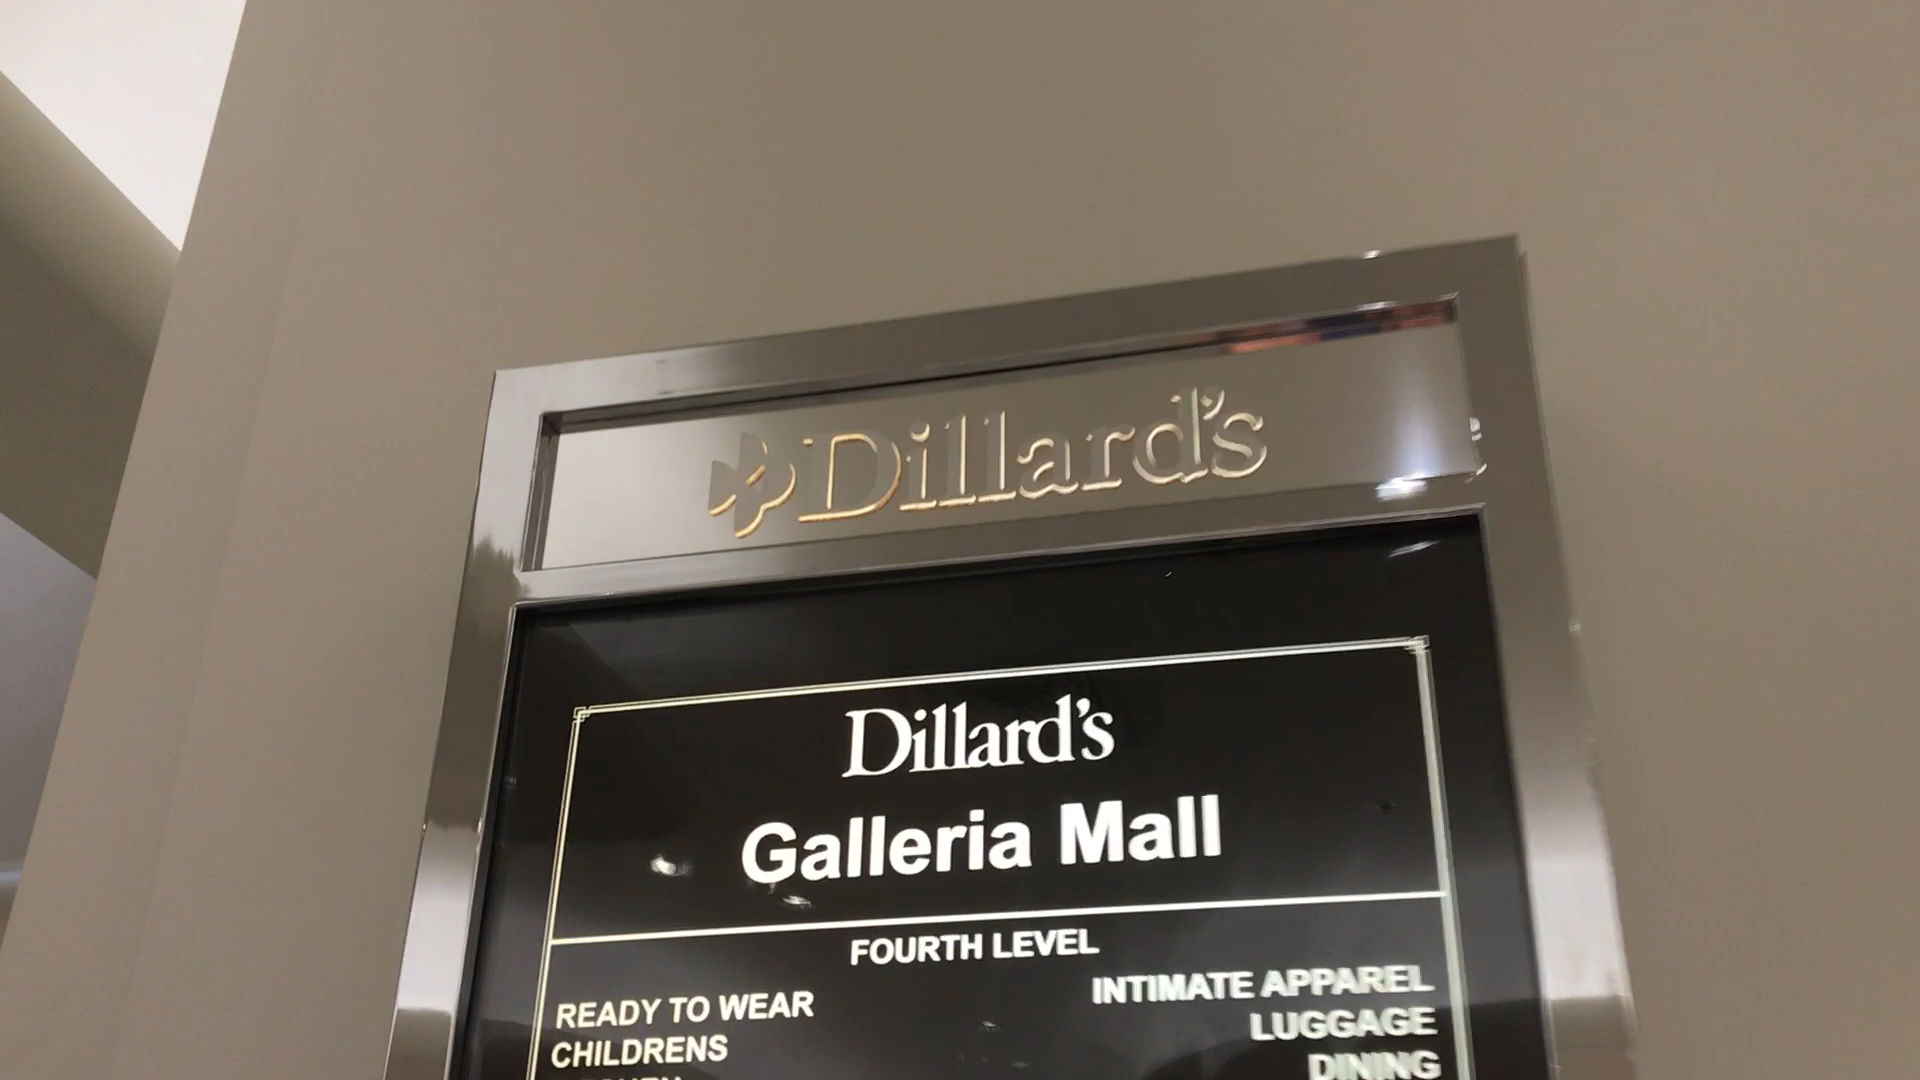 Dillard's
Dillard's
Galleria Mall
FOURTH LEVEL
READY TO WEAR
CHILDRENS
INTIMATE APPAREL
LUGGAGE
DINING